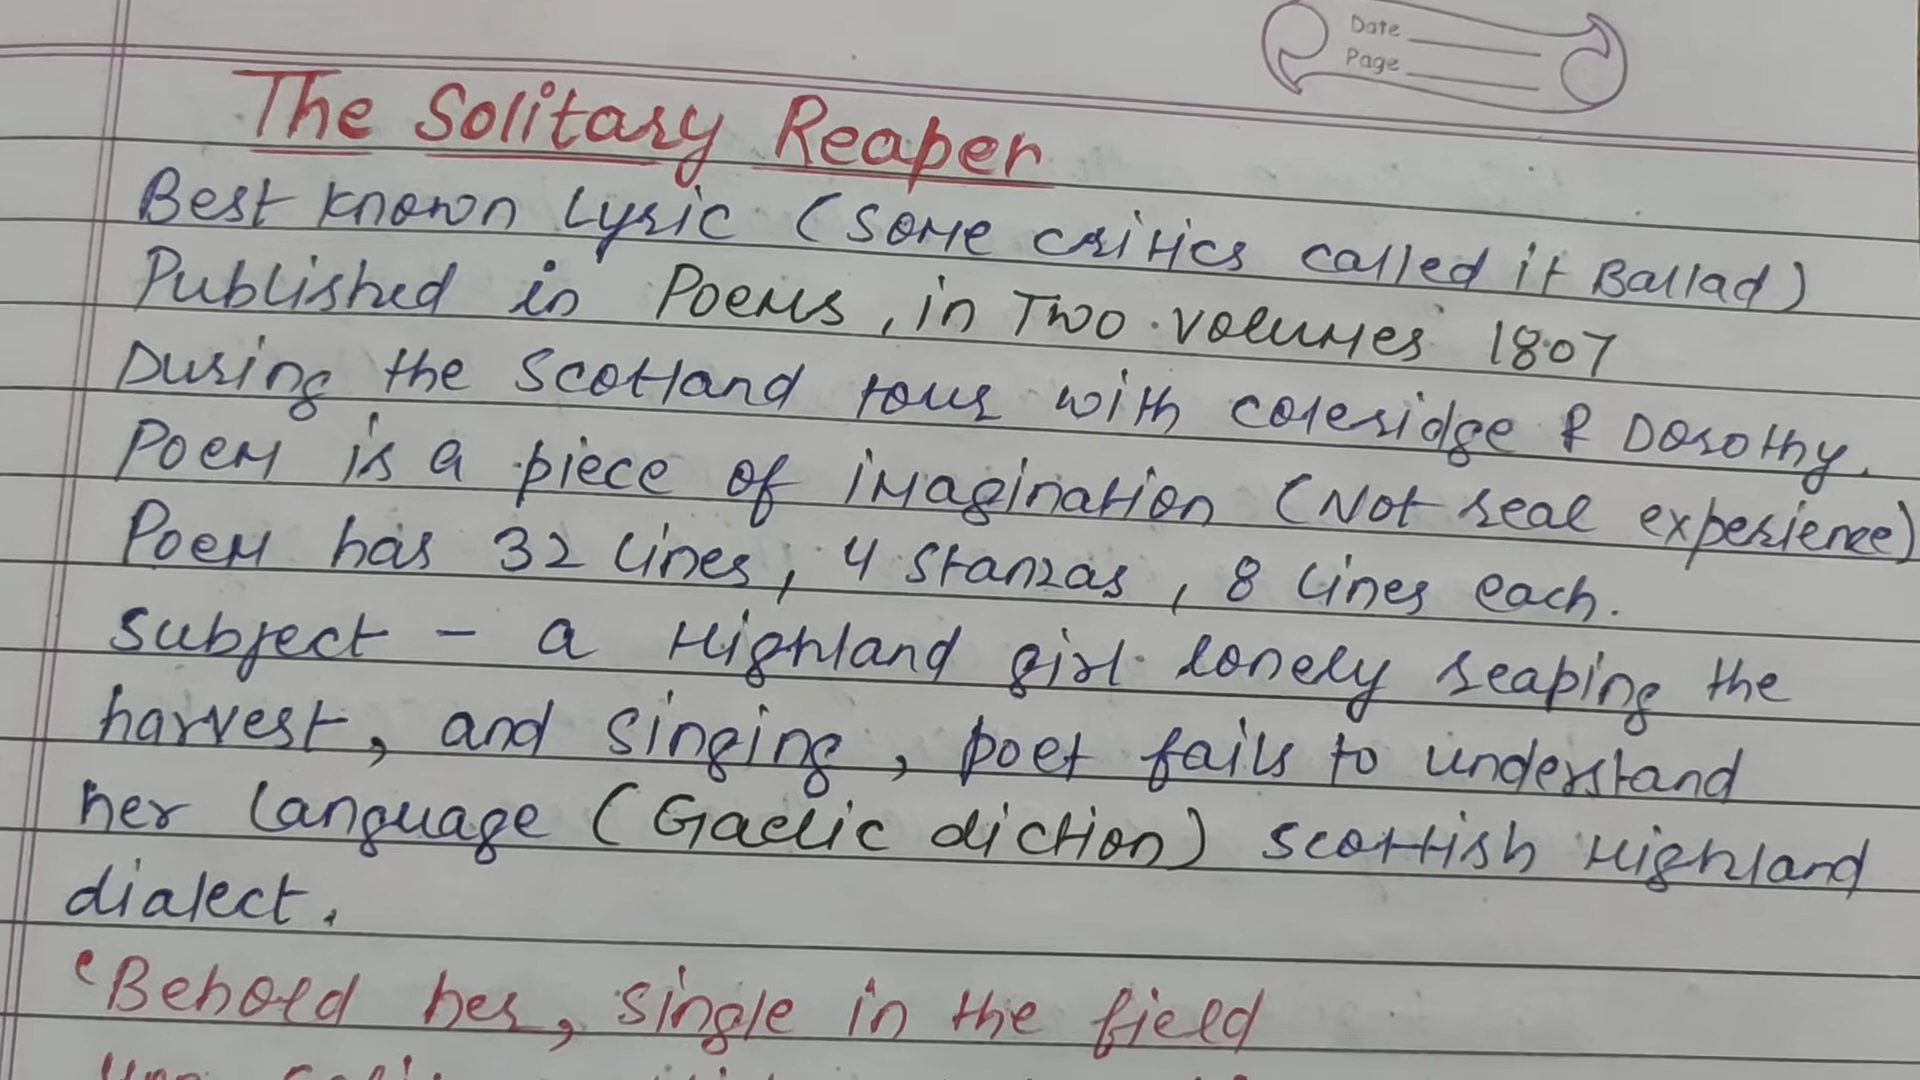 Date
Page
The Solitary Reaper
Best known Lyric (some critics called it Ballad)
Published in Poems, in Two volumes 1807
During the Scotland tour with coleridge & Dorothy.
Poem is a piece of imagination (Not real experience)
Poem has 32 lines, 4 stanzas, 8 lines each.
subject - a Highland girl lonely reaping the
harvest, and singing, poet fails to understand
her language (Gaelic diction) scottish Highland
dialect.
'Behold her, single in the field